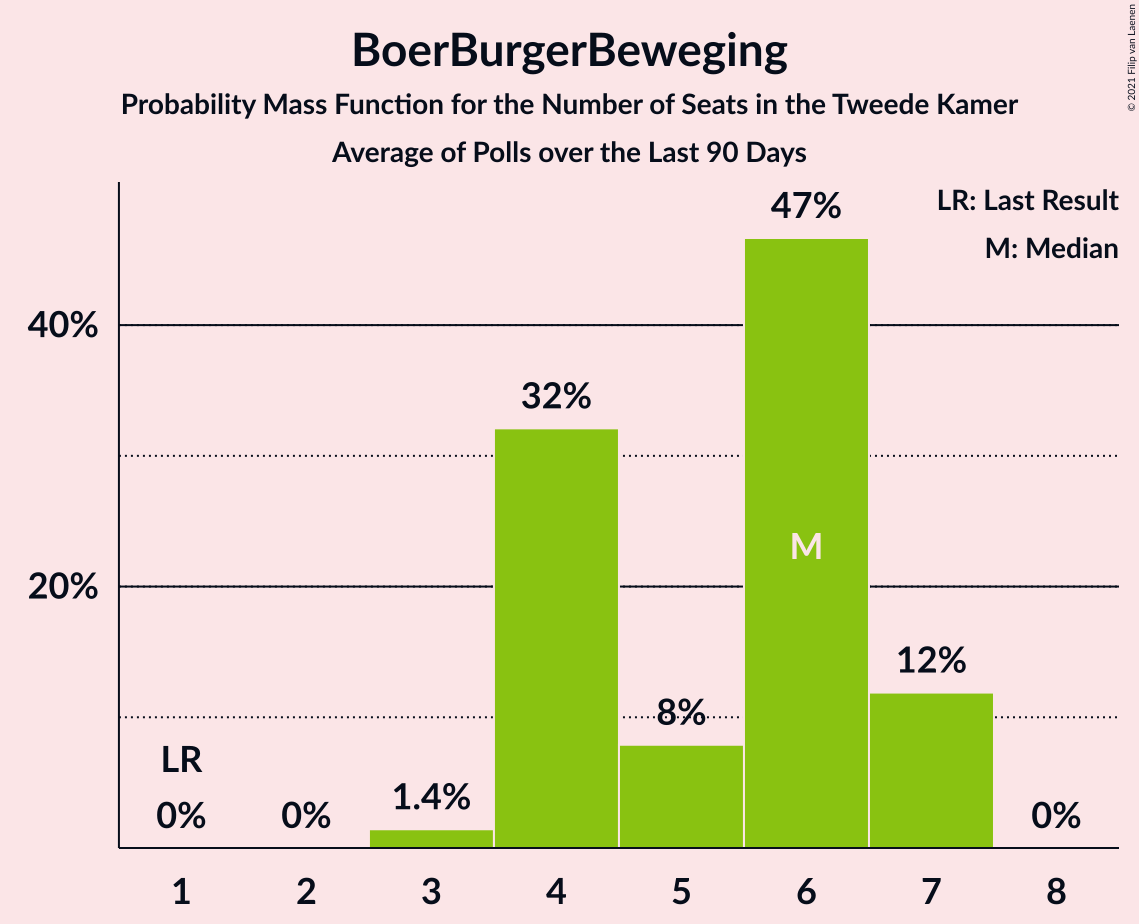 BoerBurgerBeweging
Probability Mass Function for the Number of Seats in the Tweede Kamer
Average of Polls over the Last 90 Days
© 2021 Filip van Laenen
LR: Last Result
M: Median
47%
40%
32%
M
20%
12%
8%
LR
1.4%
0%
0%
0%
1 2 3 4 5 6 7 8